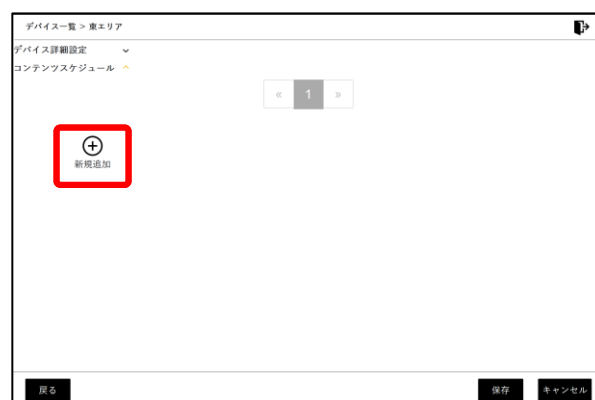 デバイス一覧 > 東エリア
デバイス詳細設定
コンテンツスケジュール
« 1 »
新規追加
戻る 保存 キャンセル